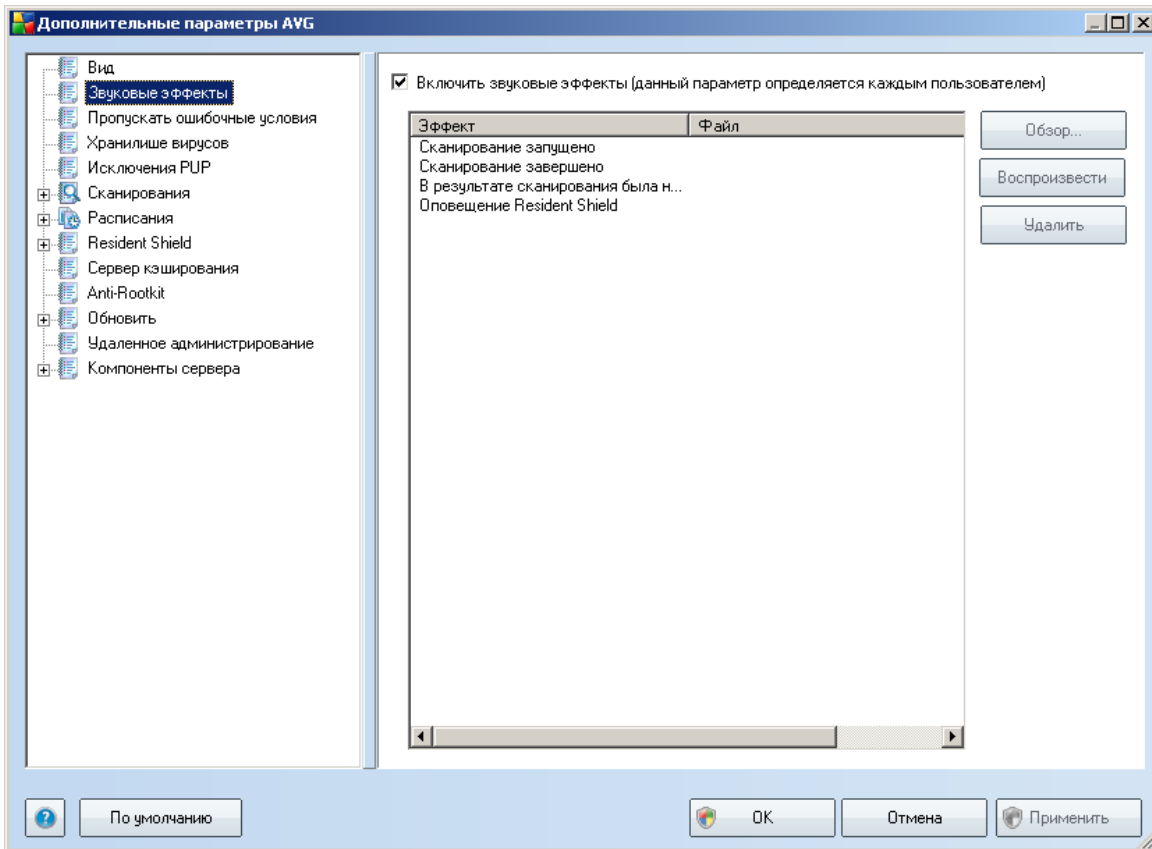 Дополнительные параметры AVG
Вид
Звуковые эффекты
Пропускать ошибочные условия
Хранилише вирусов
Исключения PUP
Сканирования
Расписания
Resident Shield
Сервер кэширования
Anti-Rootkit
Обновить
Удаленное администрирование
Компоненты сервера
Включить звуковые эффекты (данный параметр определяется каждым пользователем)
Эффект Файл
Сканирование запущено
Сканирование завершено
В результате сканирования была н...
Оповещение Resident Shield
Обзор...
Воспроизвести
Удалить
? По умолчанию OK Отмена Применить